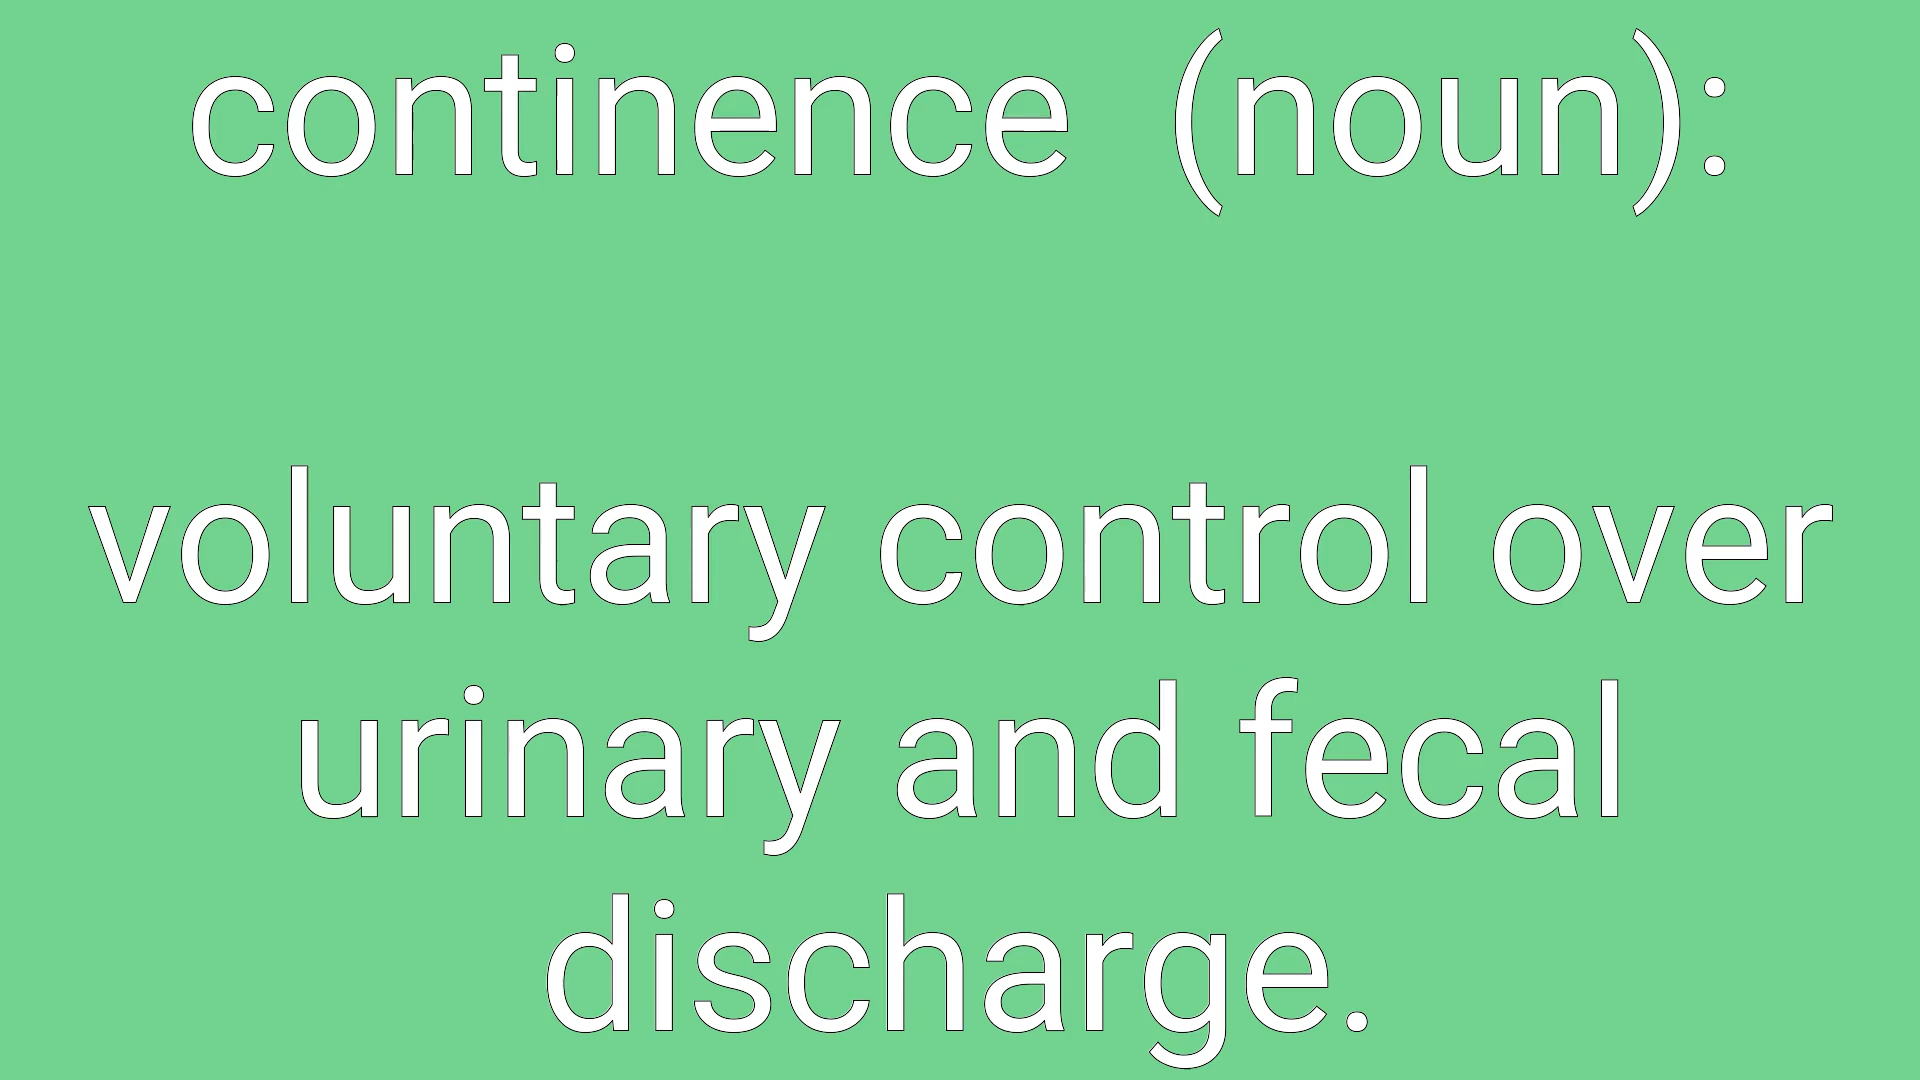 continence  (noun):
voluntary control over
urinary and fecal
discharge.